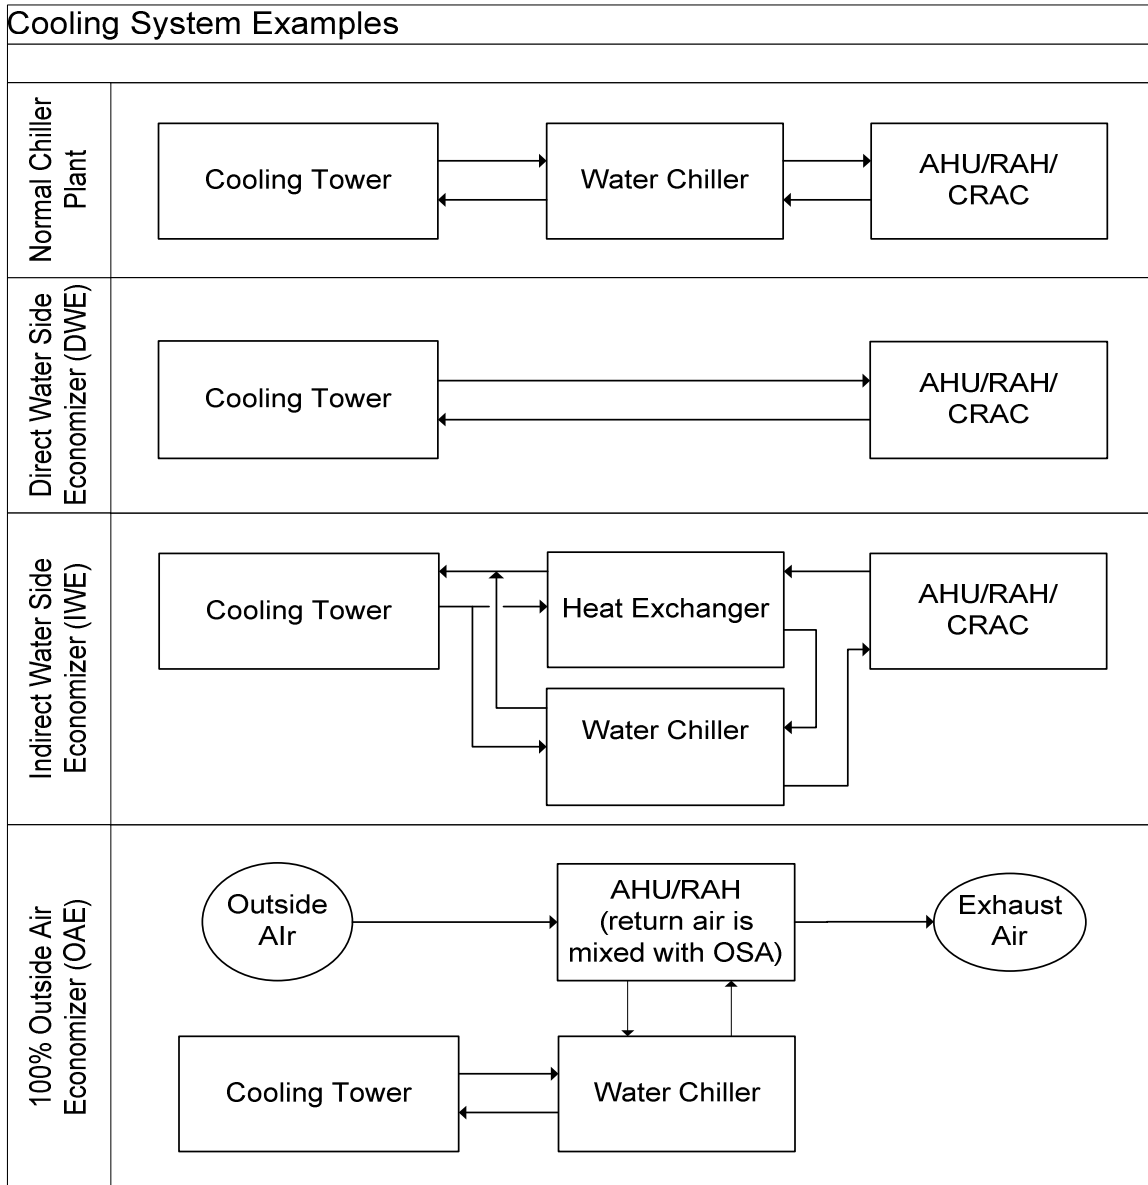 Cooling System Examples
Normal Chiller
Plant
Cooling Tower
Water Chiller
AHU/RAH/
CRAC
Direct Water Side
Economizer (DWE)
Cooling Tower
AHU/RAH/
CRAC
Indirect Water Side
Economizer (IWE)
Cooling Tower
Heat Exchanger
AHU/RAH/
CRAC
Water Chiller
100% Outside Air
Economizer (OAE)
Outside
AIr
AHU/RAH
(return air is
mixed with OSA)
Exhaust
Air
Cooling Tower
Water Chiller